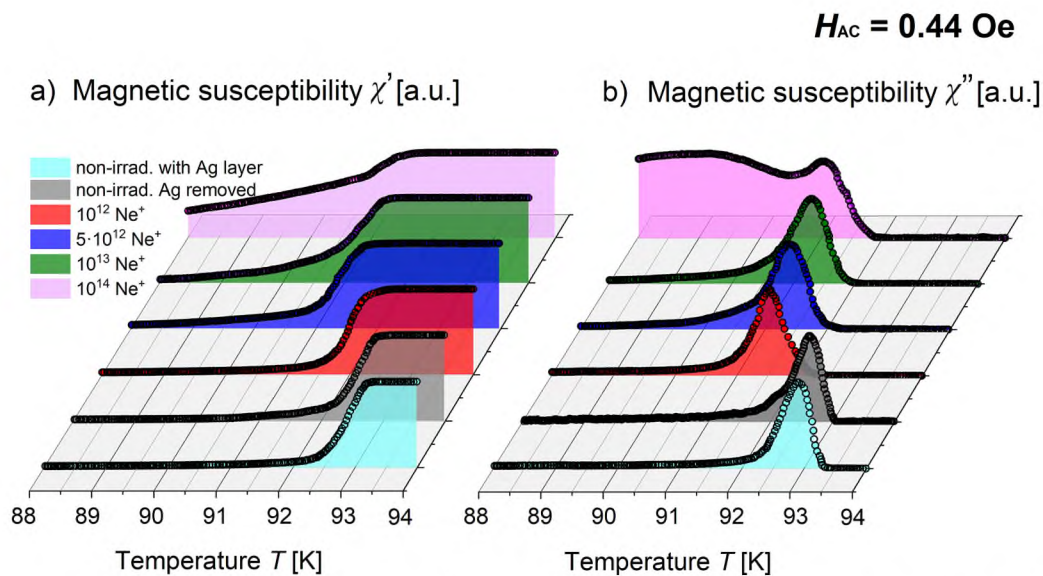 H_AC = 0.44 Oe
a) Magnetic susceptibility χ' [a.u.]
b) Magnetic susceptibility χ" [a.u.]
non-irrad. with Ag layer
non-irrad. Ag removed
10¹² Ne⁺
5·10¹² Ne⁺
10¹³ Ne⁺
10¹⁴ Ne⁺
88 89 90 91 92 93 94
88 89 90 91 92 93 94
Temperature T [K]
Temperature T [K]